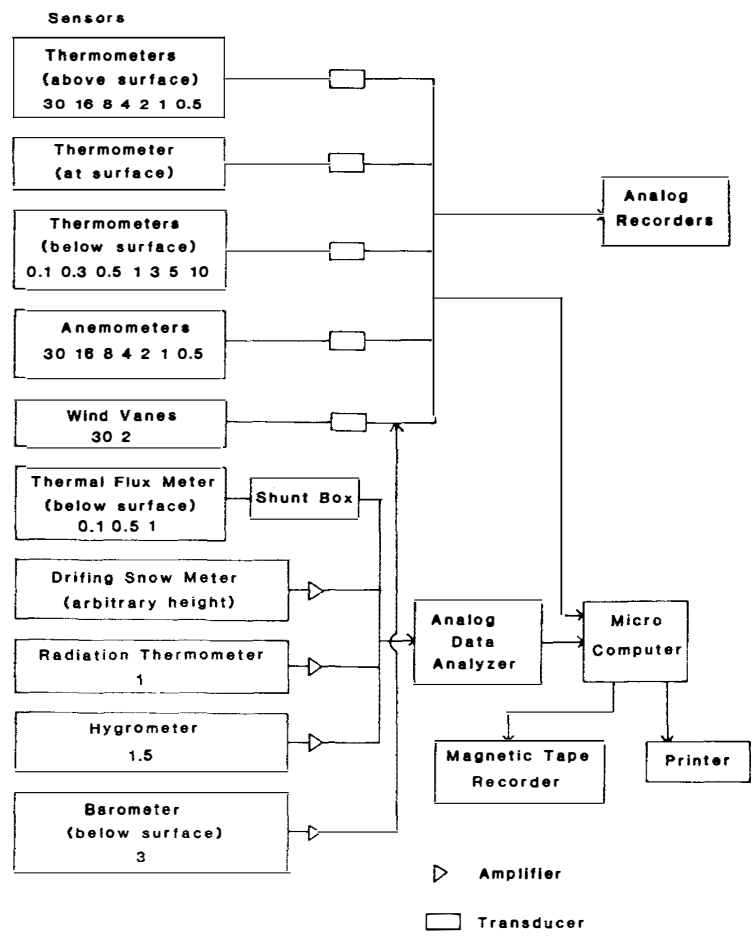 Sensors
Thermometers
(above surface)
30 16 8 4 2 1 0.5
Thermometer
(at surface)
Thermometers
(below surface)
0.1 0.3 0.5 1 3 5 10
Anemometers
30 16 8 4 2 1 0.5
Wind Vanes
30 2
Thermal Flux Meter
(below surface)
0.1 0.5 1
Shunt Box
Drifing Snow Meter
(arbitrary height)
Radiation Thermometer
1
Hygrometer
1.5
Barometer
(below surface)
3
Analog
Recorders
Analog
Data
Analyzer
Micro
Computer
Magnetic Tape
Recorder
Printer
Amplifier
Transducer